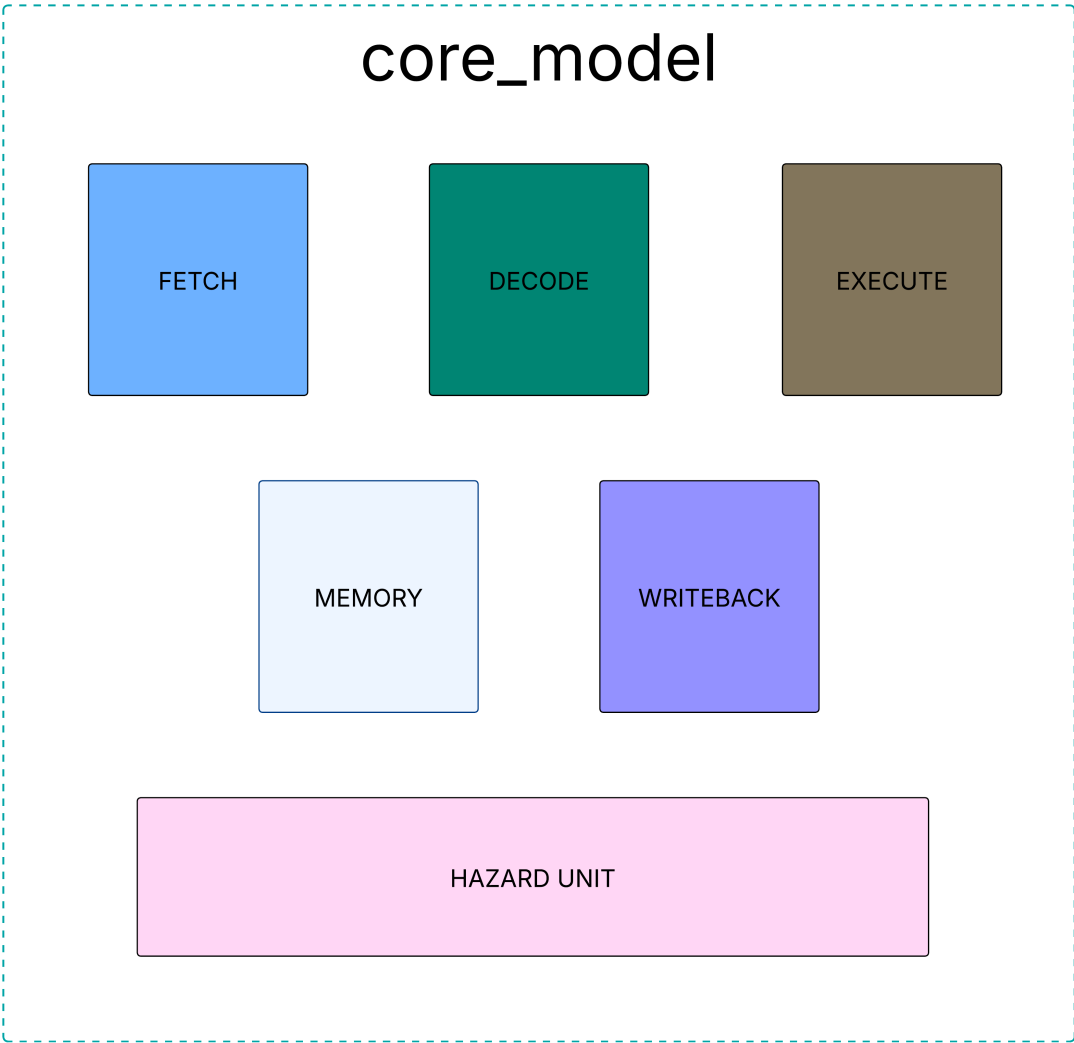 core_model
FETCH
DECODE
EXECUTE
MEMORY
WRITEBACK
HAZARD UNIT